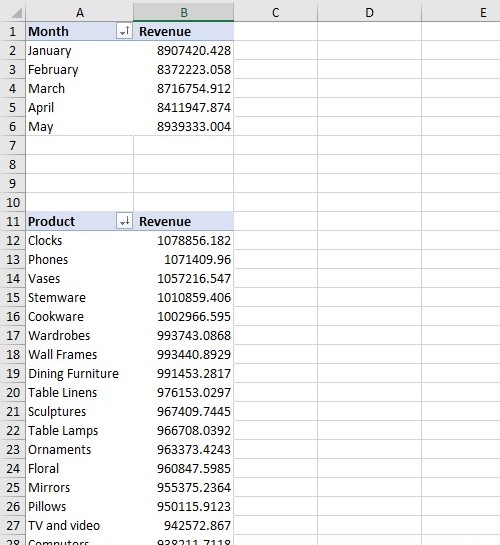 A B C D E
1 Month Revenue
2 January 8907420.428
3 February 8372223.058
4 March 8716754.912
5 April 8411947.874
6 May 8939333.004
7
8
9
10
11 Product Revenue
12 Clocks 1078856.182
13 Phones 1071409.96
14 Vases 1057216.547
15 Stemware 1010859.406
16 Cookware 1002966.595
17 Wardrobes 993743.0868
18 Wall Frames 993440.8929
19 Dining Furniture 991453.2817
20 Table Linens 976153.0297
21 Sculptures 967409.7445
22 Table Lamps 966708.0392
23 Ornaments 963373.4243
24 Floral 960847.5985
25 Mirrors 955375.2364
26 Pillows 950115.9123
27 TV and video 942572.867
28 Computers 938211.7118